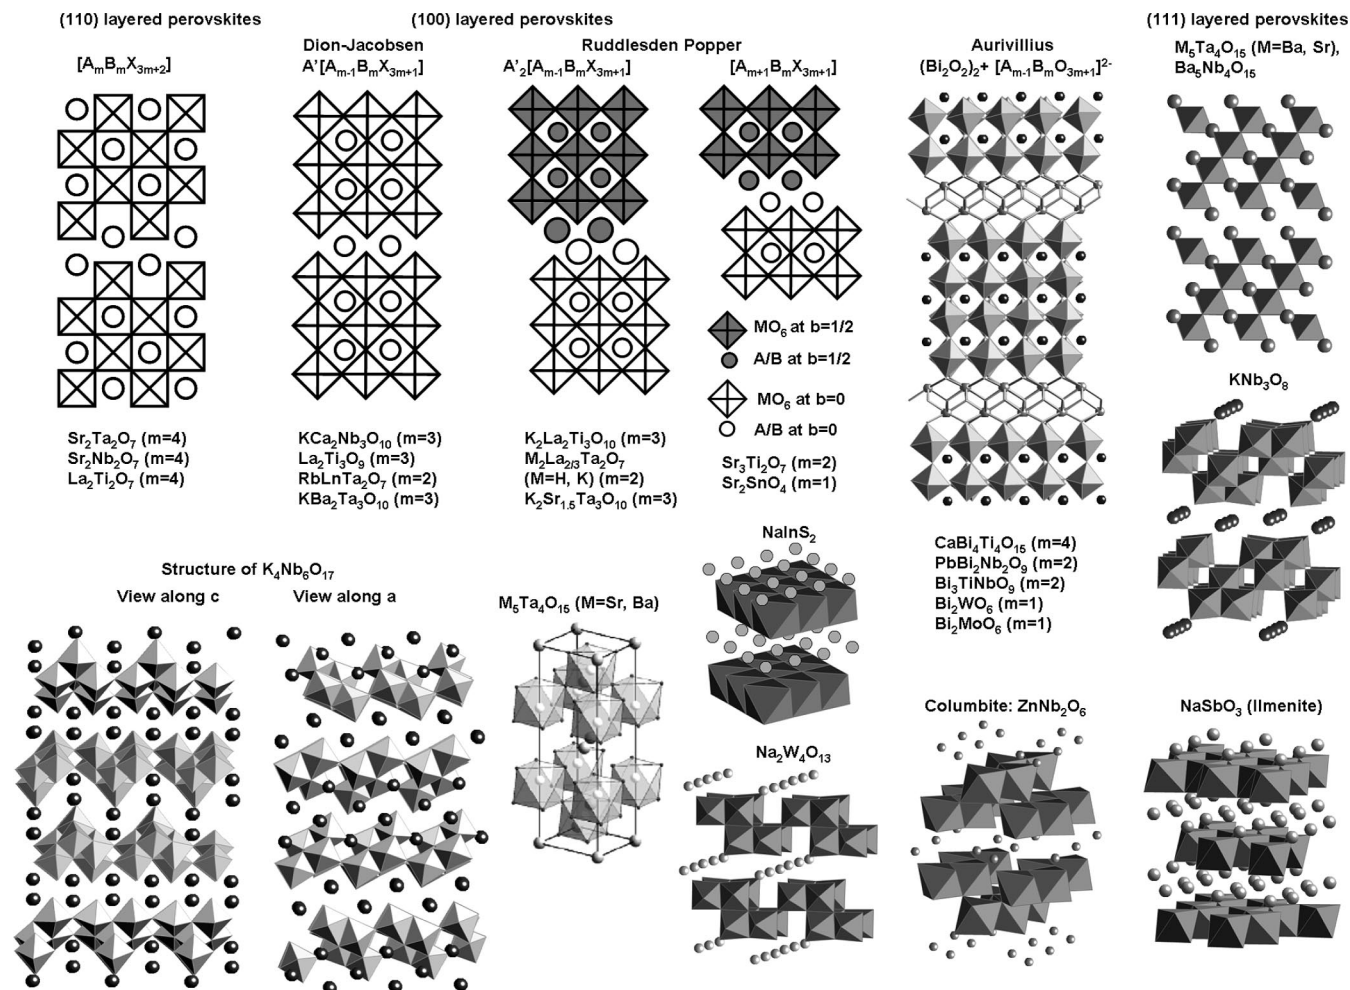 (110) layered perovskites
(100) layered perovskites
(111) layered perovskites
[AₘBₘX₃ₘ₊₂]
Dion-Jacobsen
A'[Aₘ₋₁BₘX₃ₘ₊₁]
Ruddlesden Popper
A'₂[Aₘ₋₁BₘX₃ₘ₊₁]
[Aₘ₊₁BₘX₃ₘ₊₁]
Aurivillius
(Bi₂O₂)₂+ [Aₘ₋₁BₘO₃ₘ₊₁]²⁻
M₅Ta₄O₁₅ (M=Ba, Sr),
Ba₅Nb₄O₁₅
MO₆ at b=1/2
A/B at b=1/2
MO₆ at b=0
A/B at b=0
Sr₂Ta₂O₇ (m=4)
Sr₂Nb₂O₇ (m=4)
La₂Ti₂O₇ (m=4)
KCa₂Nb₃O₁₀ (m=3)
La₂Ti₃O₉ (m=3)
RbLnTa₂O₇ (m=2)
KBa₂Ta₃O₁₀ (m=3)
K₂La₂Ti₃O₁₀ (m=3)
M₂La₂/₃Ta₂O₇
(M=H, K) (m=2)
K₂Sr₁.₅Ta₃O₁₀ (m=3)
Sr₃Ti₂O₇ (m=2)
Sr₂SnO₄ (m=1)
CaBi₄Ti₄O₁₅ (m=4)
PbBi₂Nb₂O₉ (m=2)
Bi₃TiNbO₉ (m=2)
Bi₂WO₆ (m=1)
Bi₂MoO₆ (m=1)
KNb₃O₈
Structure of K₄Nb₆O₁₇
View along c
View along a
M₅Ta₄O₁₅ (M=Sr, Ba)
NaInS₂
Na₂W₄O₁₃
Columbite: ZnNb₂O₆
NaSbO₃ (Ilmenite)